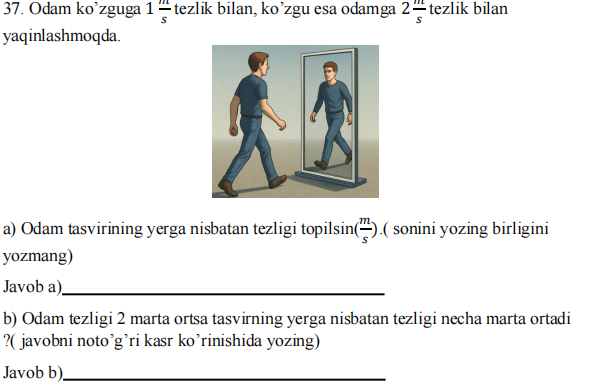 37. Odam ko’zguga 1 m/s tezlik bilan, ko’zgu esa odamga 2 m/s tezlik bilan
yaqinlashmoqda.
a) Odam tasvirining yerga nisbatan tezligi topilsin(m/s).( sonini yozing birligini
yozmang)
Javob a)_______________________________________
b) Odam tezligi 2 marta ortsa tasvirning yerga nisbatan tezligi necha marta ortadi
?( javobni noto’g’ri kasr ko’rinishida yozing)
Javob b)_______________________________________